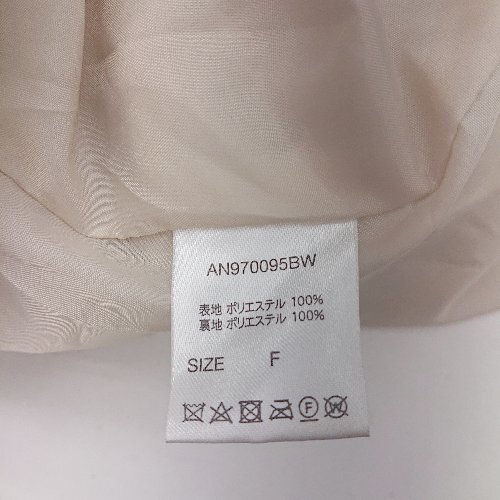 AN970095BW
表地 ポリエステル 100%
裏地 ポリエステル 100%
SIZE F
F W